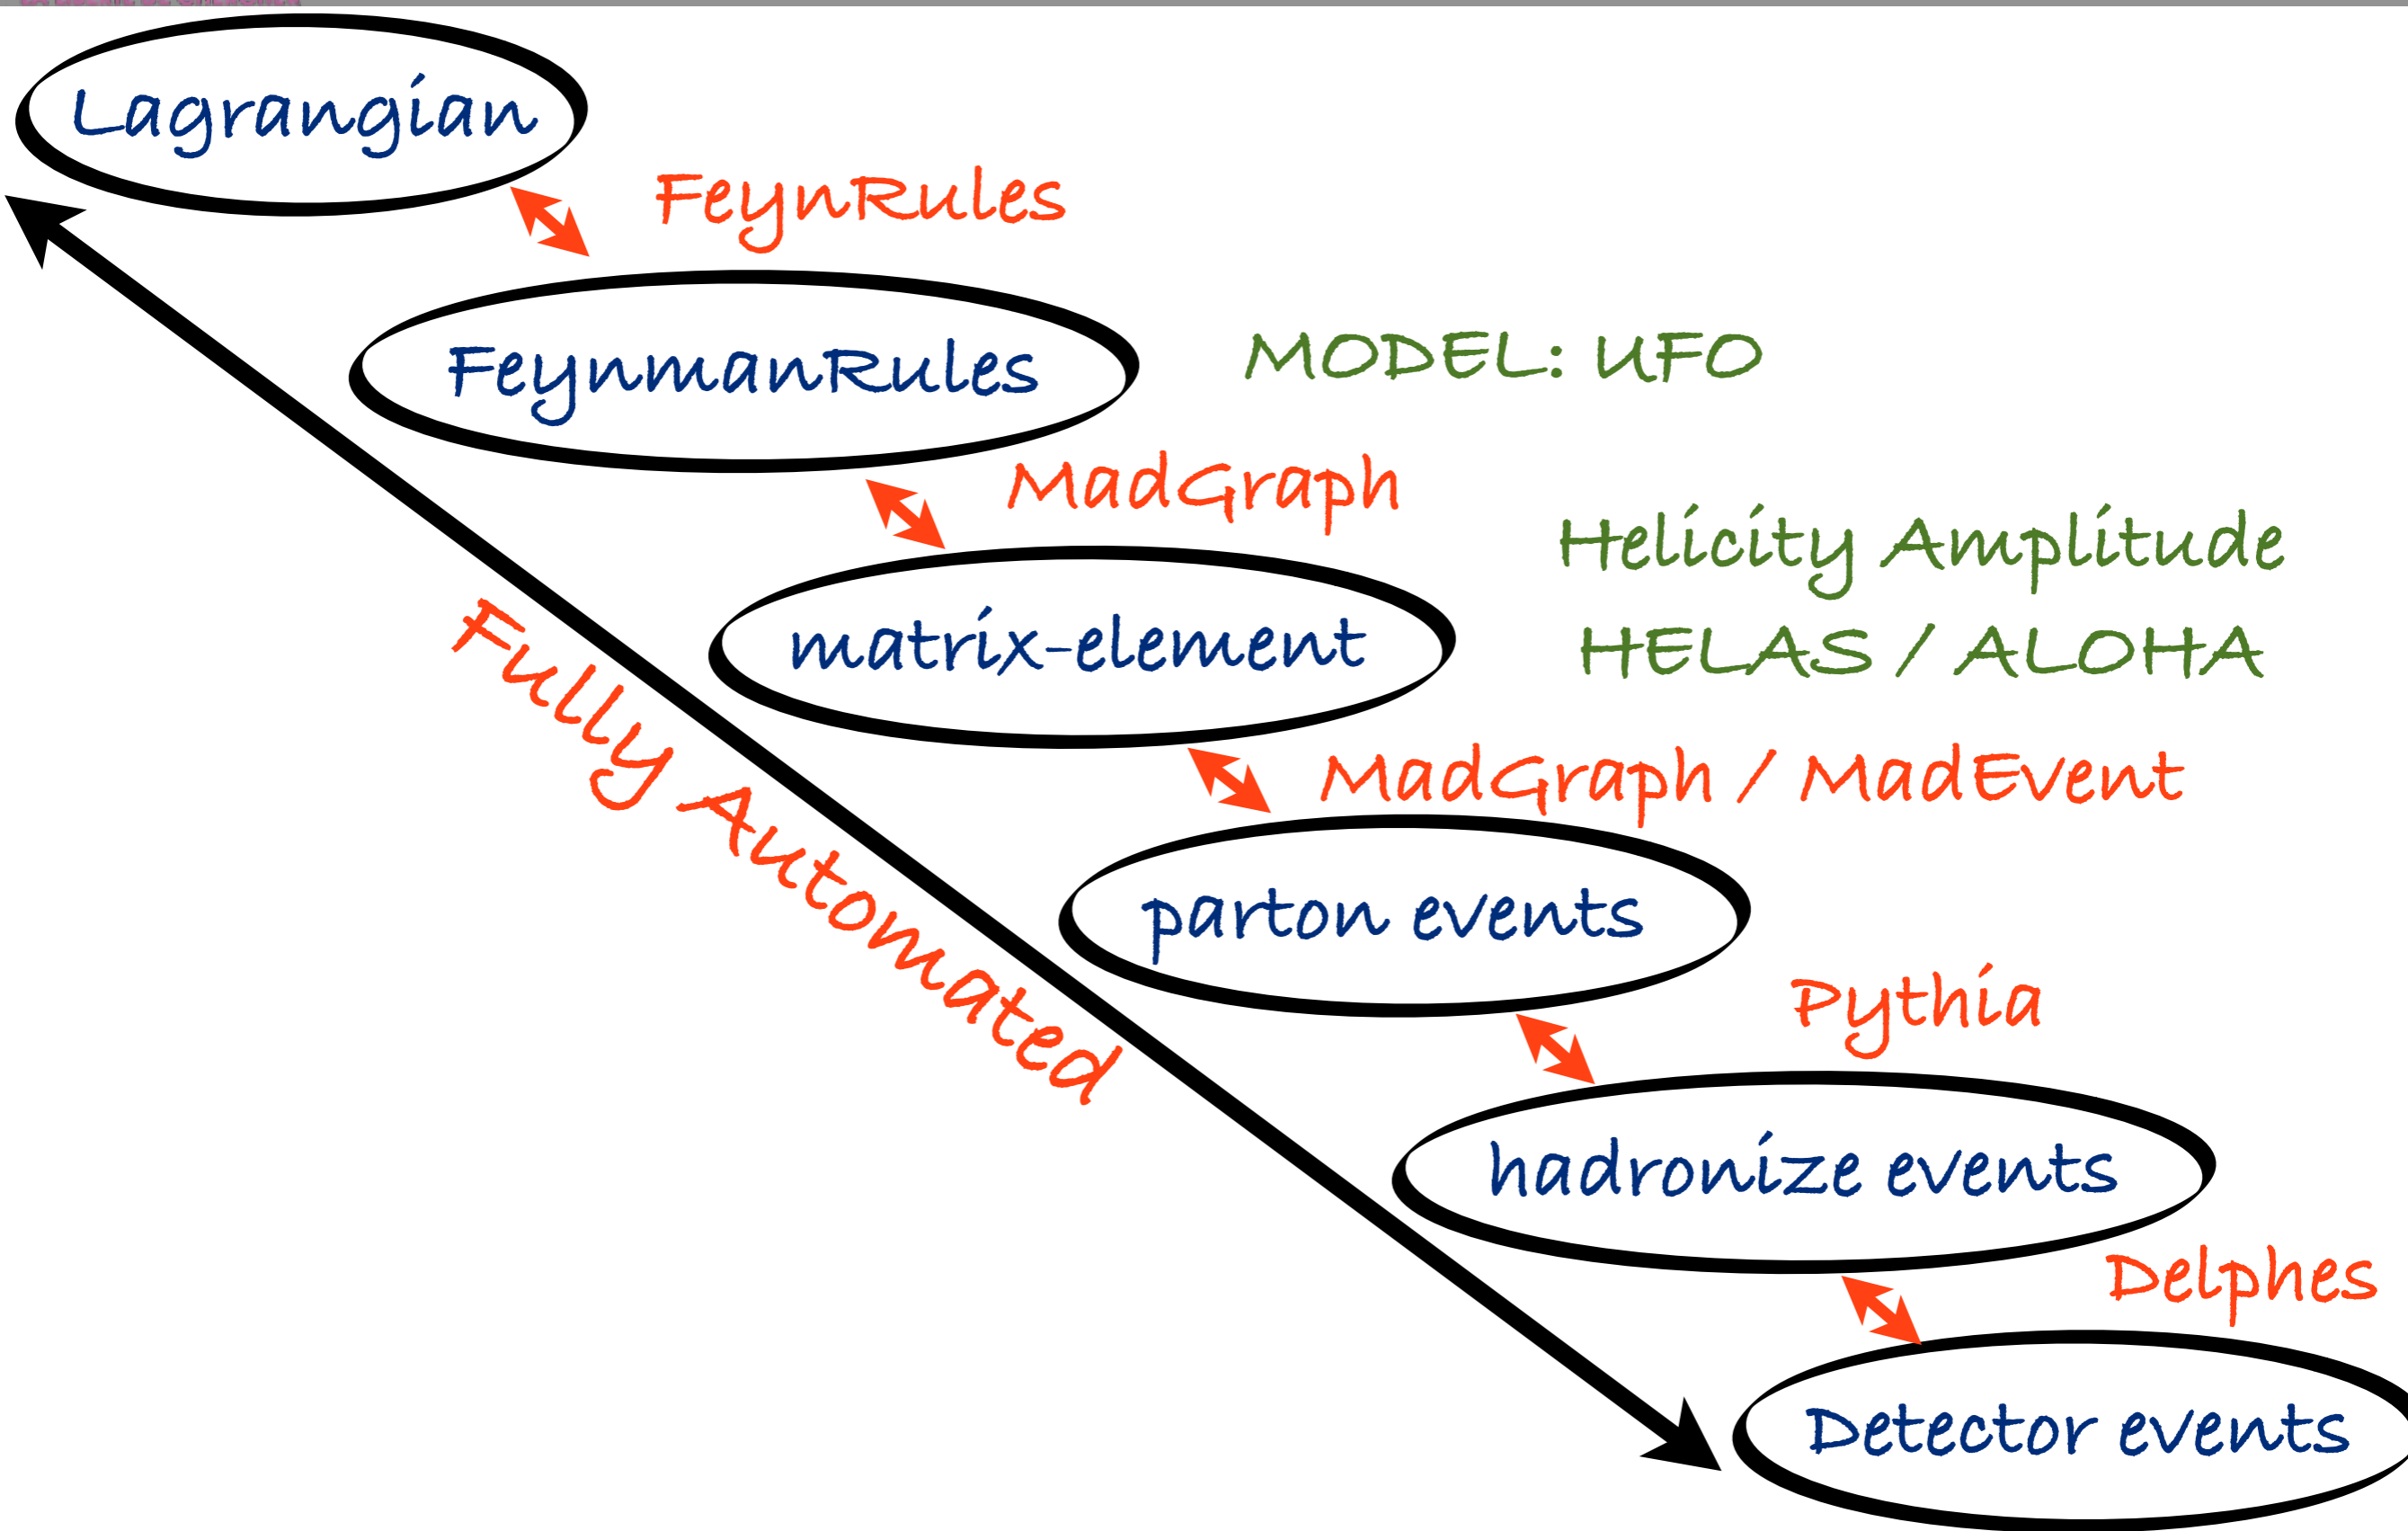 Lagrangian
FeynRules
FeynmanRules
MODEL: UFO
MadGraph
Helicity Amplitude
matrix-element
HELAS / ALOHA
Fully Automated
MadGraph / MadEvent
parton events
Pythia
hadronize events
Delphes
Detector events